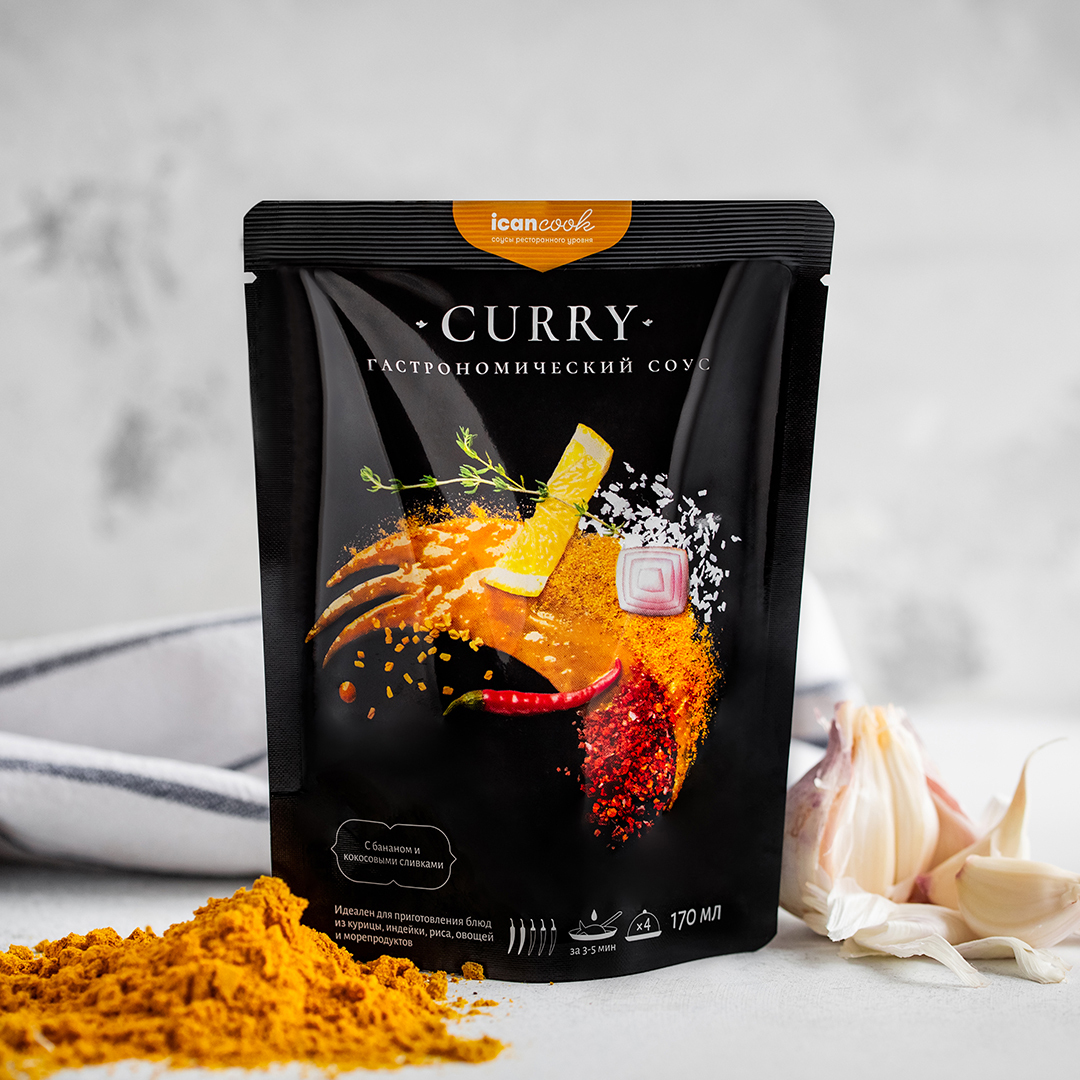 icancook
соусы ресторанного уровня
CURRY
ГАСТРОНОМИЧЕСКИЙ СОУС
С бананом и
кокосовыми сливками
Идеален для приготовления блюд
из курицы, индейки, риса, овощей
и морепродуктов
за 3-5 мин
x4
170 МЛ